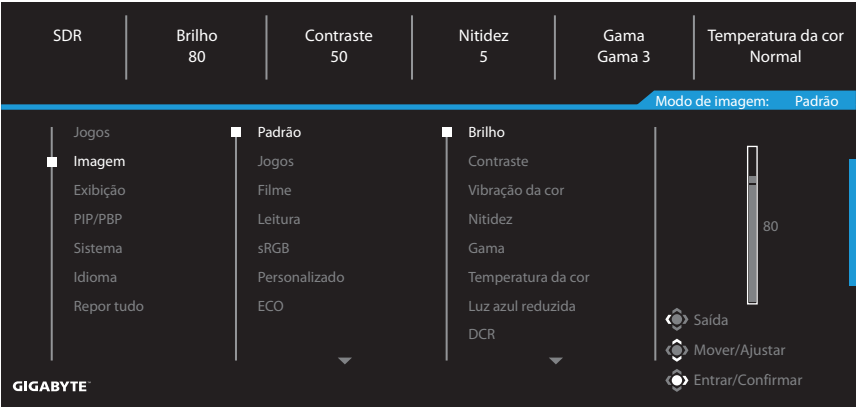 SDR
Brilho
80
Contraste
50
Nitidez
5
Gama
Gama 3
Temperatura da cor
Normal
Modo de imagem: Padrão
Jogos
Imagem
Exibição
PIP/PBP
Sistema
Idioma
Repor tudo
Padrão
Jogos
Filme
Leitura
sRGB
Personalizado
ECO
Brilho
Contraste
Vibração da cor
Nitidez
Gama
Temperatura da cor
Luz azul reduzida
DCR
80
Saída
Mover/Ajustar
Entrar/Confirmar
GIGABYTE™